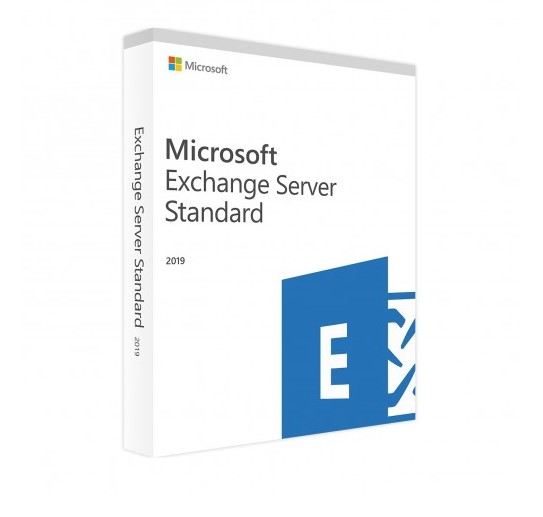 Microsoft
Microsoft
Exchange Server
Standard
2019
E
Exchange Server Standard 2019